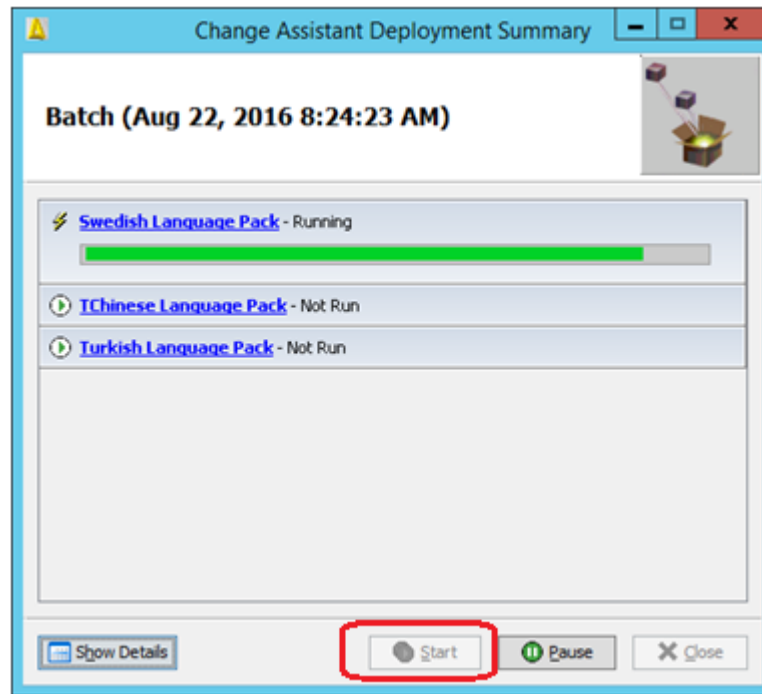 Change Assistant Deployment Summary
Batch (Aug 22, 2016 8:24:23 AM)
Swedish Language Pack - Running
TChinese Language Pack - Not Run
Turkish Language Pack - Not Run
Show Details Start Pause Close